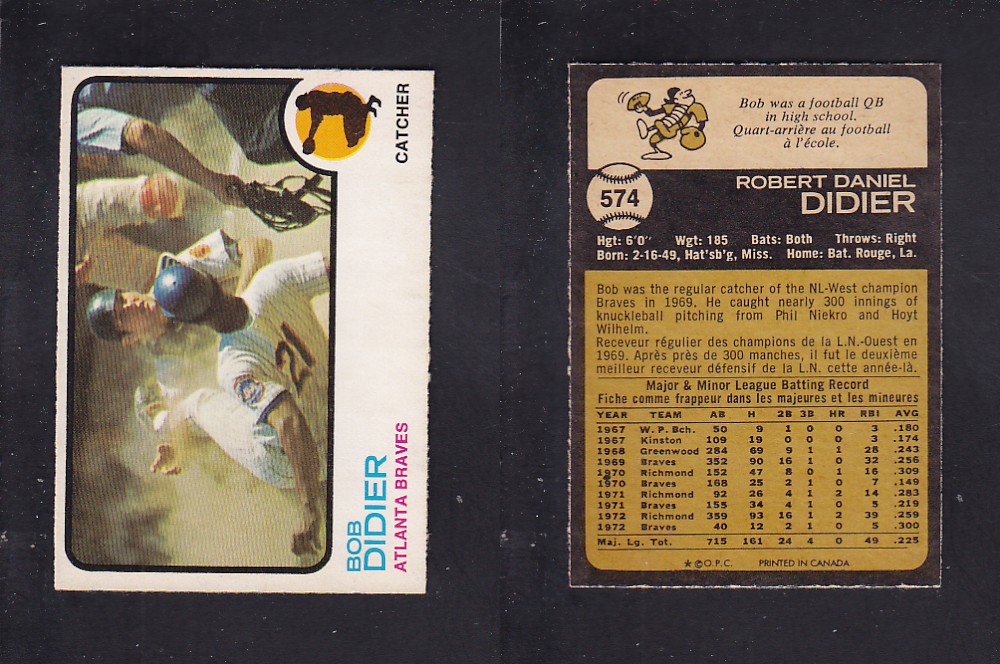 CATCHER
BOB
DIDIER
ATLANTA BRAVES
21
Bob was a football QB
in high school.
Quart-arrière au football
à l'école.
574
ROBERT DANIEL
DIDIER
Hgt: 6'0" Wgt: 185 Bats: Both Throws: Right
Born: 2-16-49, Hat'sb'g, Miss. Home: Bat. Rouge, La.
Bob was the regular catcher of the NL-West champion
Braves in 1969. He caught nearly 300 innings of
knuckleball pitching from Phil Niekro and Hoyt
Wilhelm.
Receveur régulier des champions de la L.N.-Ouest en
1969. Après près de 300 manches, il fut le deuxième
meilleur receveur défensif de la L.N. cette année-là.
Major & Minor League Batting Record
Fiche comme frappeur dans les majeures et les mineures
YEAR TEAM AB H 2B 3B HR RBI AVG
1967 W. P. Bch. 50 9 1 0 0 3 .180
1967 Kinston 109 19 0 0 0 3 .174
1968 Greenwood 284 69 9 1 1 28 .243
1969 Braves 352 90 16 1 0 32 .256
1970 Richmond 152 47 8 0 1 16 .309
1970 Braves 168 25 2 1 0 7 .149
1971 Richmond 92 26 4 1 2 14 .283
1971 Braves 155 34 4 1 0 5 .219
1972 Richmond 359 93 16 1 2 39 .259
1972 Braves 40 12 2 1 0 5 .300
Maj. Lg. Tot. 715 161 24 4 0 49 .225
* © O.P.C. PRINTED IN CANADA